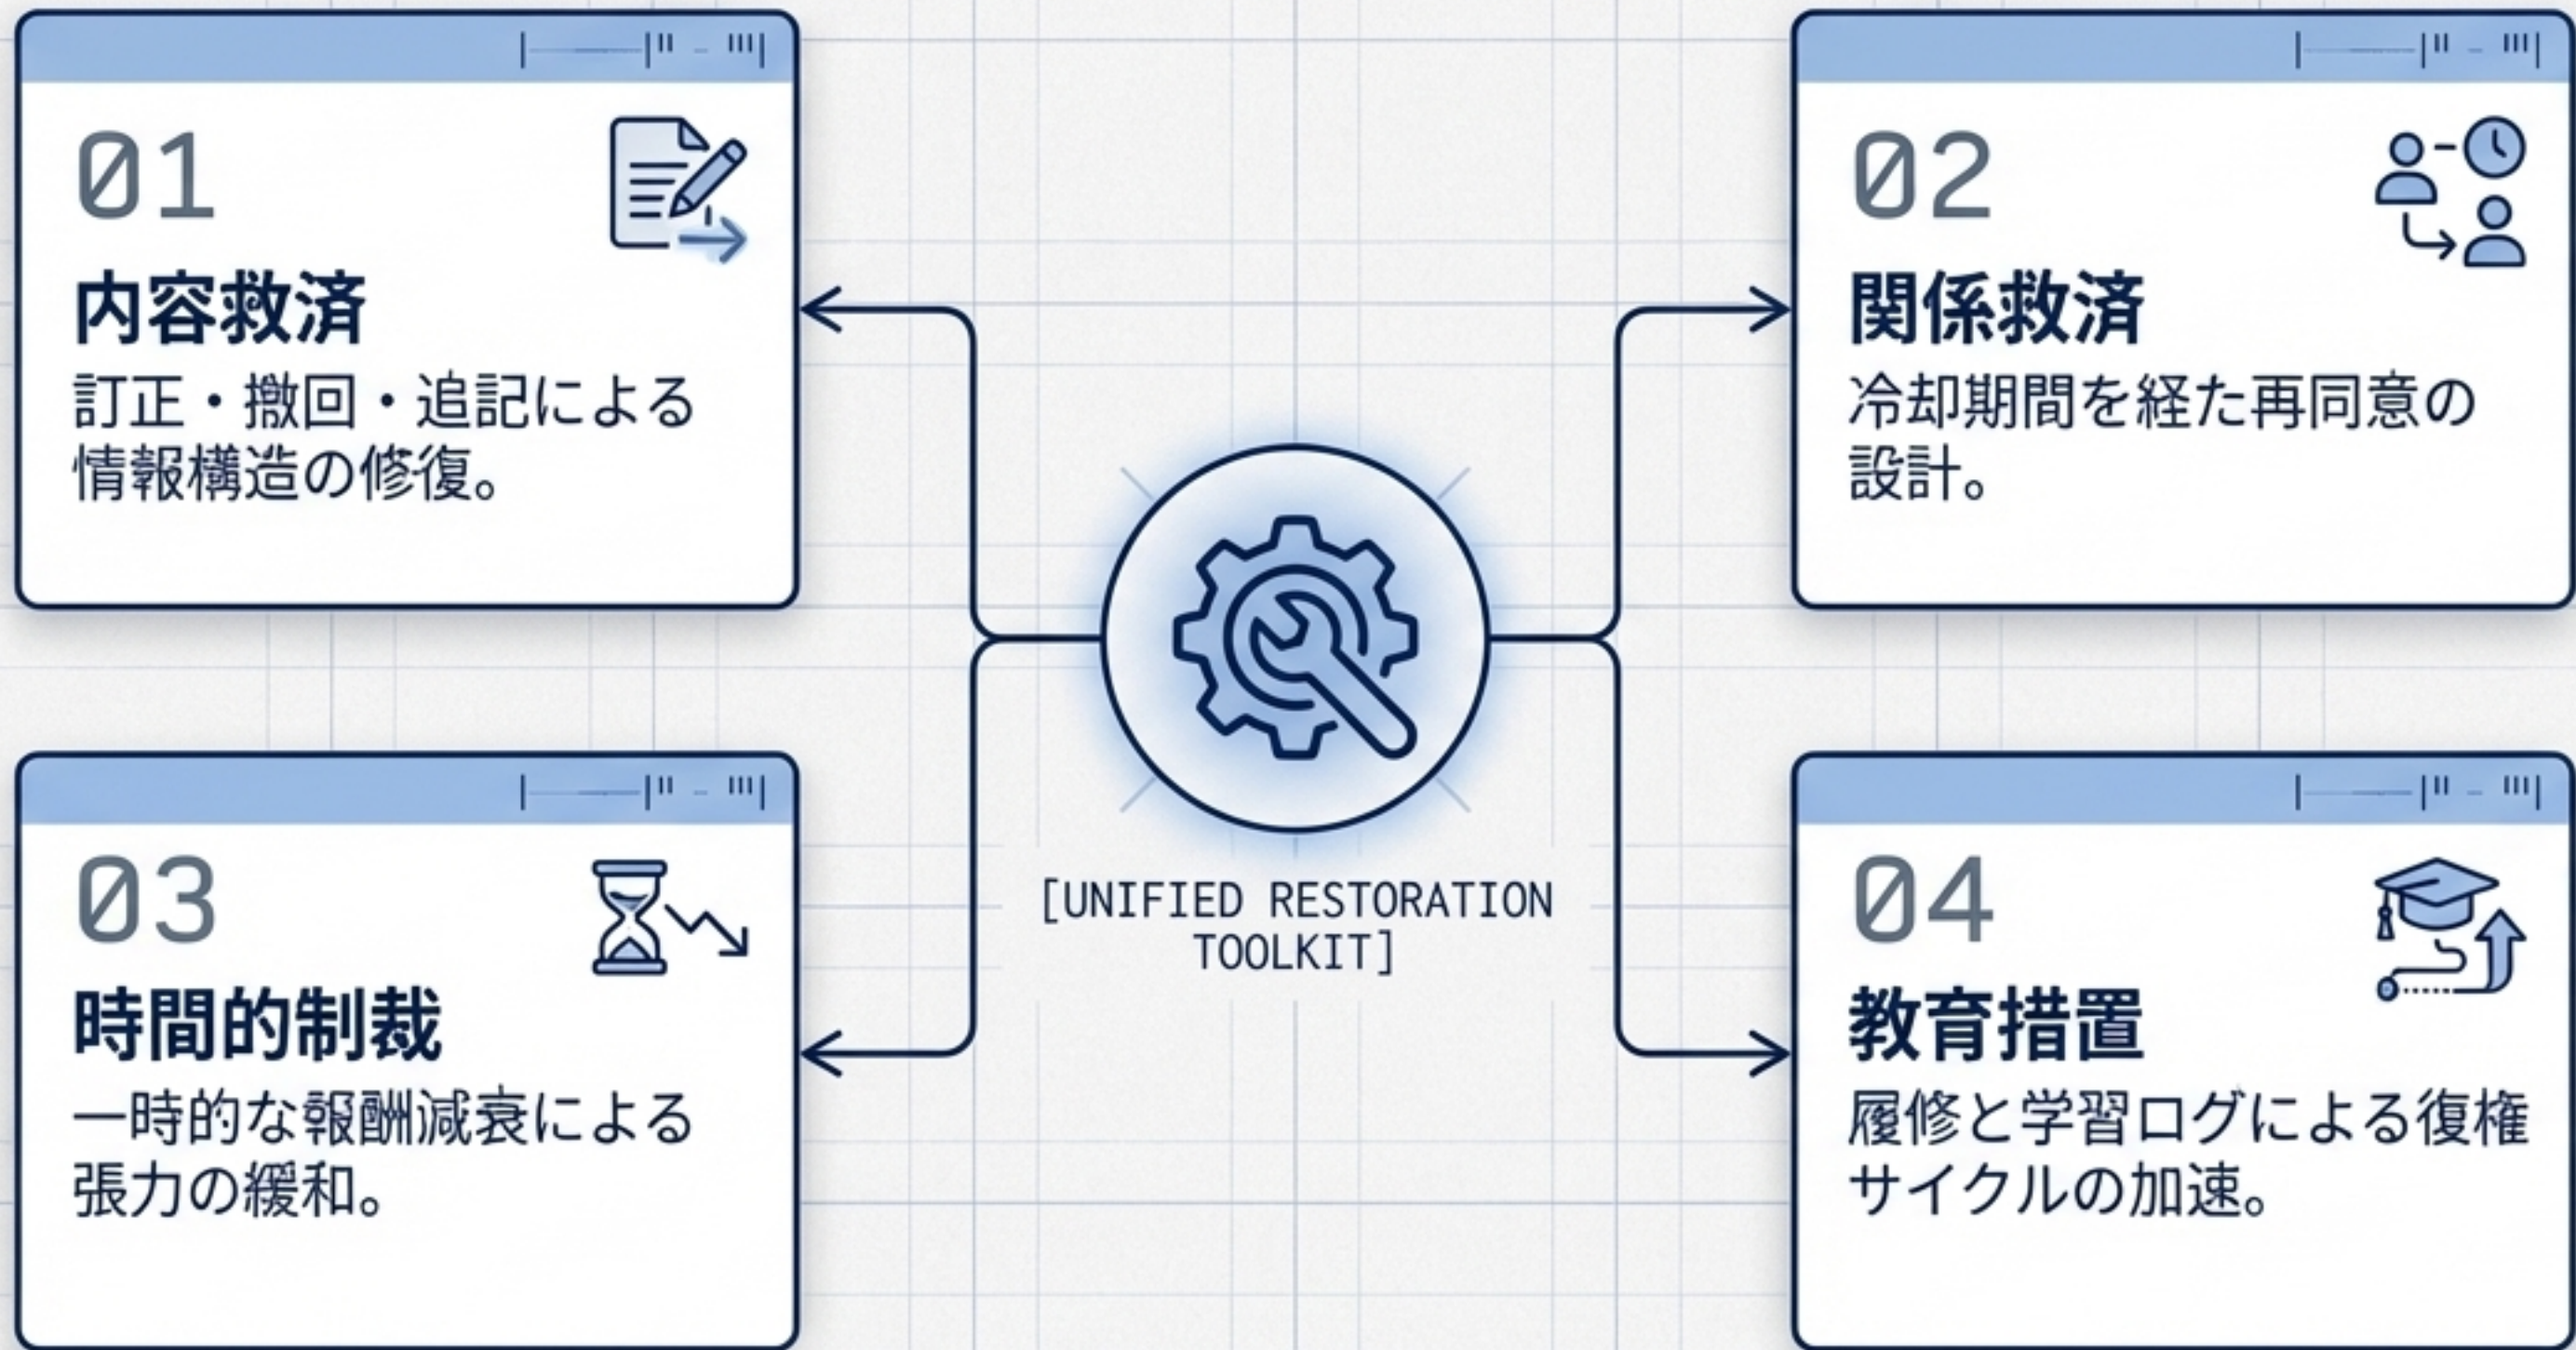 01
内容救済
訂正・撤回・追記による
情報構造の修復。
02
関係救済
冷却期間を経た再同意の
設計。
[UNIFIED RESTORATION
TOOLKIT]
03
時間的制裁
一時的な報酬減衰による
張力の緩和。
04
教育措置
履修と学習ログによる復権
サイクルの加速。